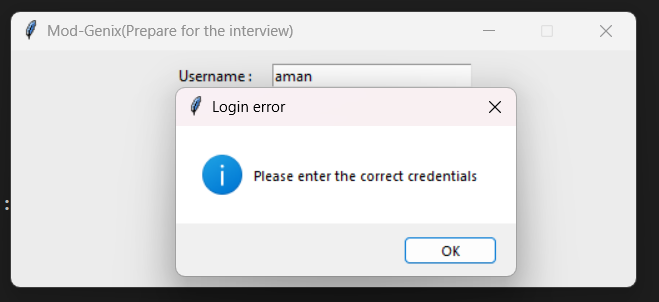 Mod-Genix(Prepare for the interview)
Username : aman
Login error
Please enter the correct credentials
OK
: